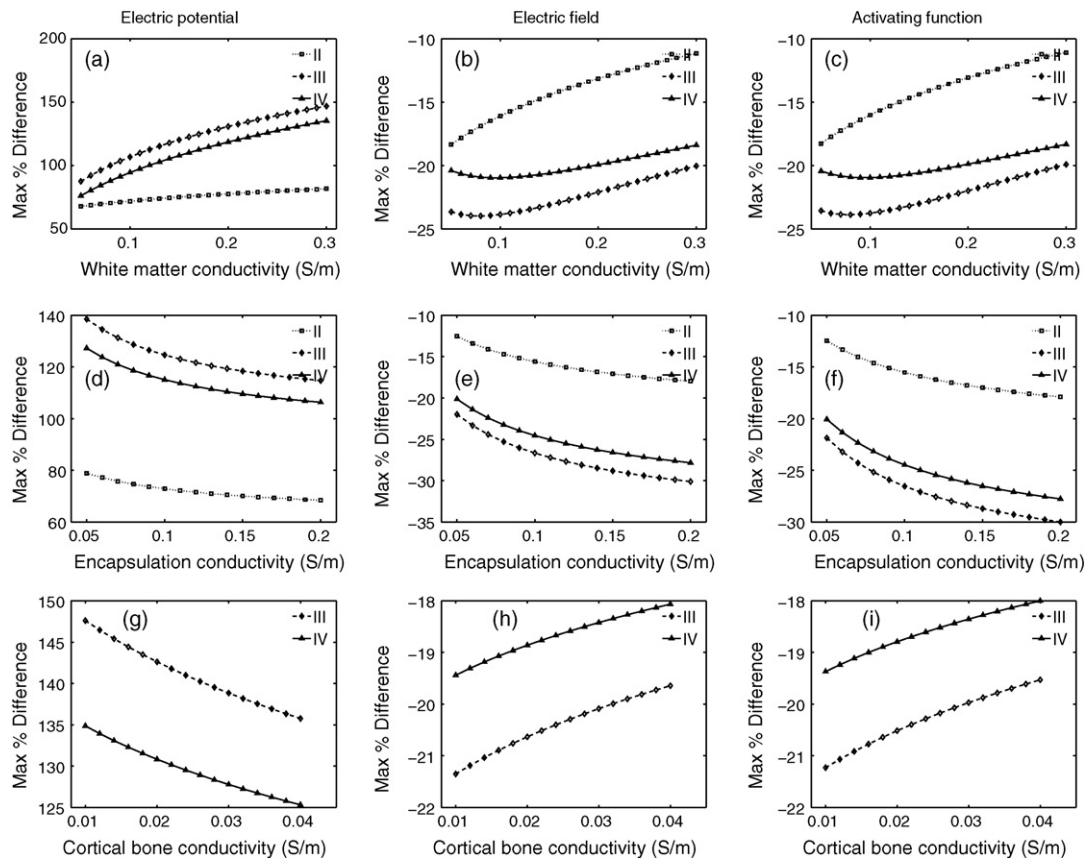 Electric potential
Electric field
Activating function
200
150
100
50
Max % Difference
(a)
II
III
IV
0.1
0.2
0.3
White matter conductivity (S/m)
−10
−15
−20
−25
Max % Difference
(b)
II
III
IV
0.1
0.2
0.3
White matter conductivity (S/m)
−10
−15
−20
−25
Max % Difference
(c)
II
III
IV
0.1
0.2
0.3
White matter conductivity (S/m)
140
120
100
80
60
Max % Difference
(d)
II
III
IV
0.05
0.1
0.15
0.2
Encapsulation conductivity (S/m)
−10
−15
−20
−25
−30
−35
Max % Difference
(e)
II
III
IV
0.05
0.1
0.15
0.2
Encapsulation conductivity (S/m)
−10
−15
−20
−25
−30
Max % Difference
(f)
II
III
IV
0.05
0.1
0.15
0.2
Encapsulation conductivity (S/m)
150
145
140
135
130
125
Max % Difference
(g)
III
IV
0.01
0.02
0.03
0.04
Cortical bone conductivity (S/m)
−18
−19
−20
−21
−22
Max % Difference
(h)
III
IV
0.01
0.02
0.03
0.04
Cortical bone conductivity (S/m)
−18
−19
−20
−21
−22
Max % Difference
(i)
III
IV
0.01
0.02
0.03
0.04
Cortical bone conductivity (S/m)